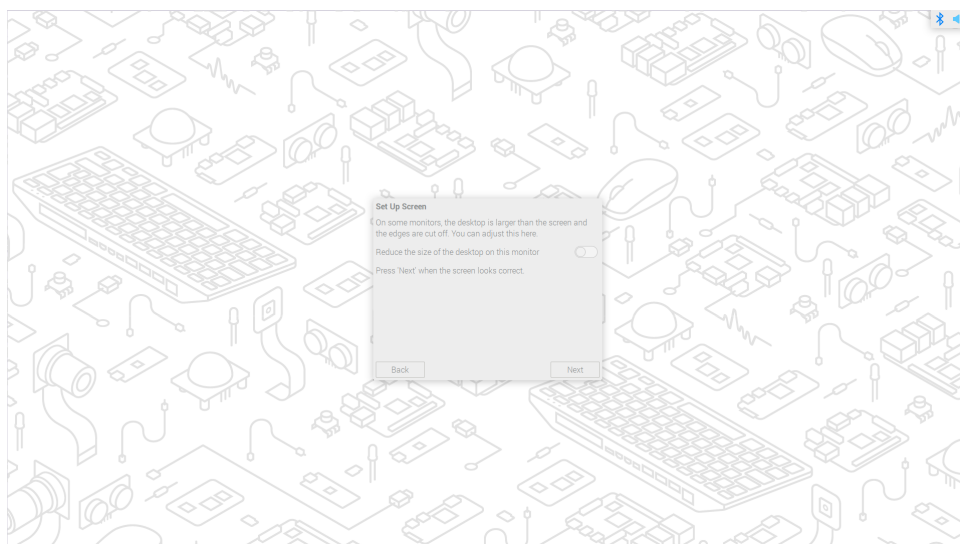 Set Up Screen
On some monitors, the desktop is larger than the screen and
the edges are cut off. You can adjust this here.
Reduce the size of the desktop on this monitor
Press 'Next' when the screen looks correct.
Back
Next